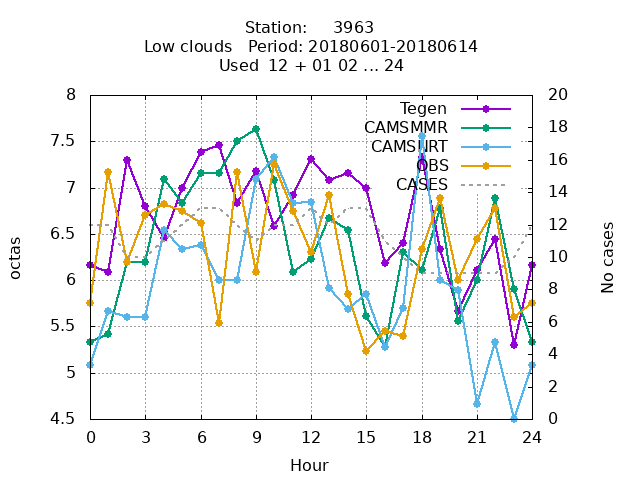 Station: 3963
Low clouds Period: 20180601-20180614
Used 12 + 01 02 ... 24
8
7.5
7
6.5
6
5.5
5
4.5
20
18
16
14
12
10
8
6
4
2
0
Tegen
CAMSMMR
CAMSMRT
OBS
CASES
octas
No cases
0 3 6 9 12 15 18 21 24
Hour